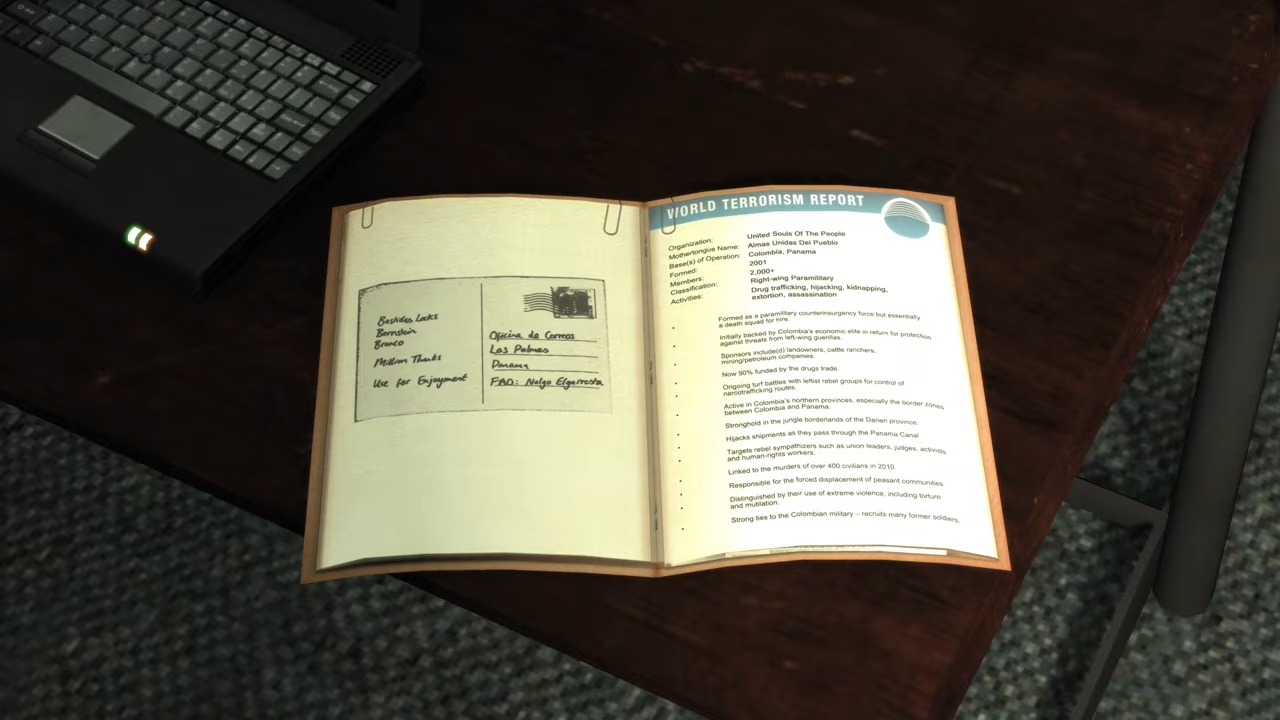 Bastides Locks
Bernstein
Branco
Million Thanks
Use for Enjoyment
Oficina de Correos
Las Palmas
Panama
FAO: Nalgo Elgarrosta
WORLD TERRORISM REPORT
Organization: United Souls Of The People
Mothertongue Name: Almas Unidas Del Pueblo
Base(s) of Operation: Colombia, Panama
Formed: 2001
Members: 2,000+
Classification: Right-wing Paramilitary
Activities: Drug trafficking, hijacking, kidnapping,
extortion, assassination
Formed as a paramilitary counterinsurgency force but essentially
a death squad for hire.
Initially backed by Colombia's economic elite in return for protection
against threats from left-wing guerillas.
Sponsors include(d) landowners, cattle ranchers,
mining/petroleum companies.
Now 90% funded by the drugs trade.
Ongoing turf battles with leftist rebel groups for control of
narcotrafficking routes.
Active in Colombia's northern provinces, especially the border zones
between Colombia and Panama.
Stronghold in the jungle borderlands of the Darien province.
Hijacks shipments as they pass through the Panama Canal
Targets rebel sympathizers such as union leaders, judges, activists
and human-rights workers.
Linked to the murders of over 400 civilians in 2010.
Responsible for the forced displacement of peasant communities
Distinguished by their use of extreme violence, including torture
and mutilation.
Strong ties to the Colombian military – recruits many former soldiers.